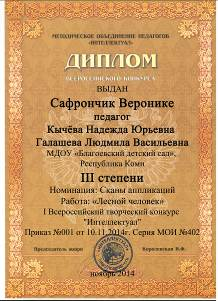 МЕТОДИЧЕСКОЕ ОБЪЕДИНЕНИЕ ПЕДАГОГОВ
«ИНТЕЛЛЕКТУАЛ»
ДИПЛОМ
ВСЕРОССИЙСКОГО КОНКУРСА
ВЫДАН
Сафрончик Веронике
педагог
Кычёва Надежда Юрьевна
Галашева Людмила Васильевна
МДОУ «Благоевский детский сад»,
Республика Коми
III степени
Номинация: Сканы аппликаций
Работа: «Лесной человек»
I Всероссийский творческий конкурс
"Интеллектуал"
Приказ №001 от 10.11.2014г. Серия МОИ №402
Председатель жюри
ноябрь 2014